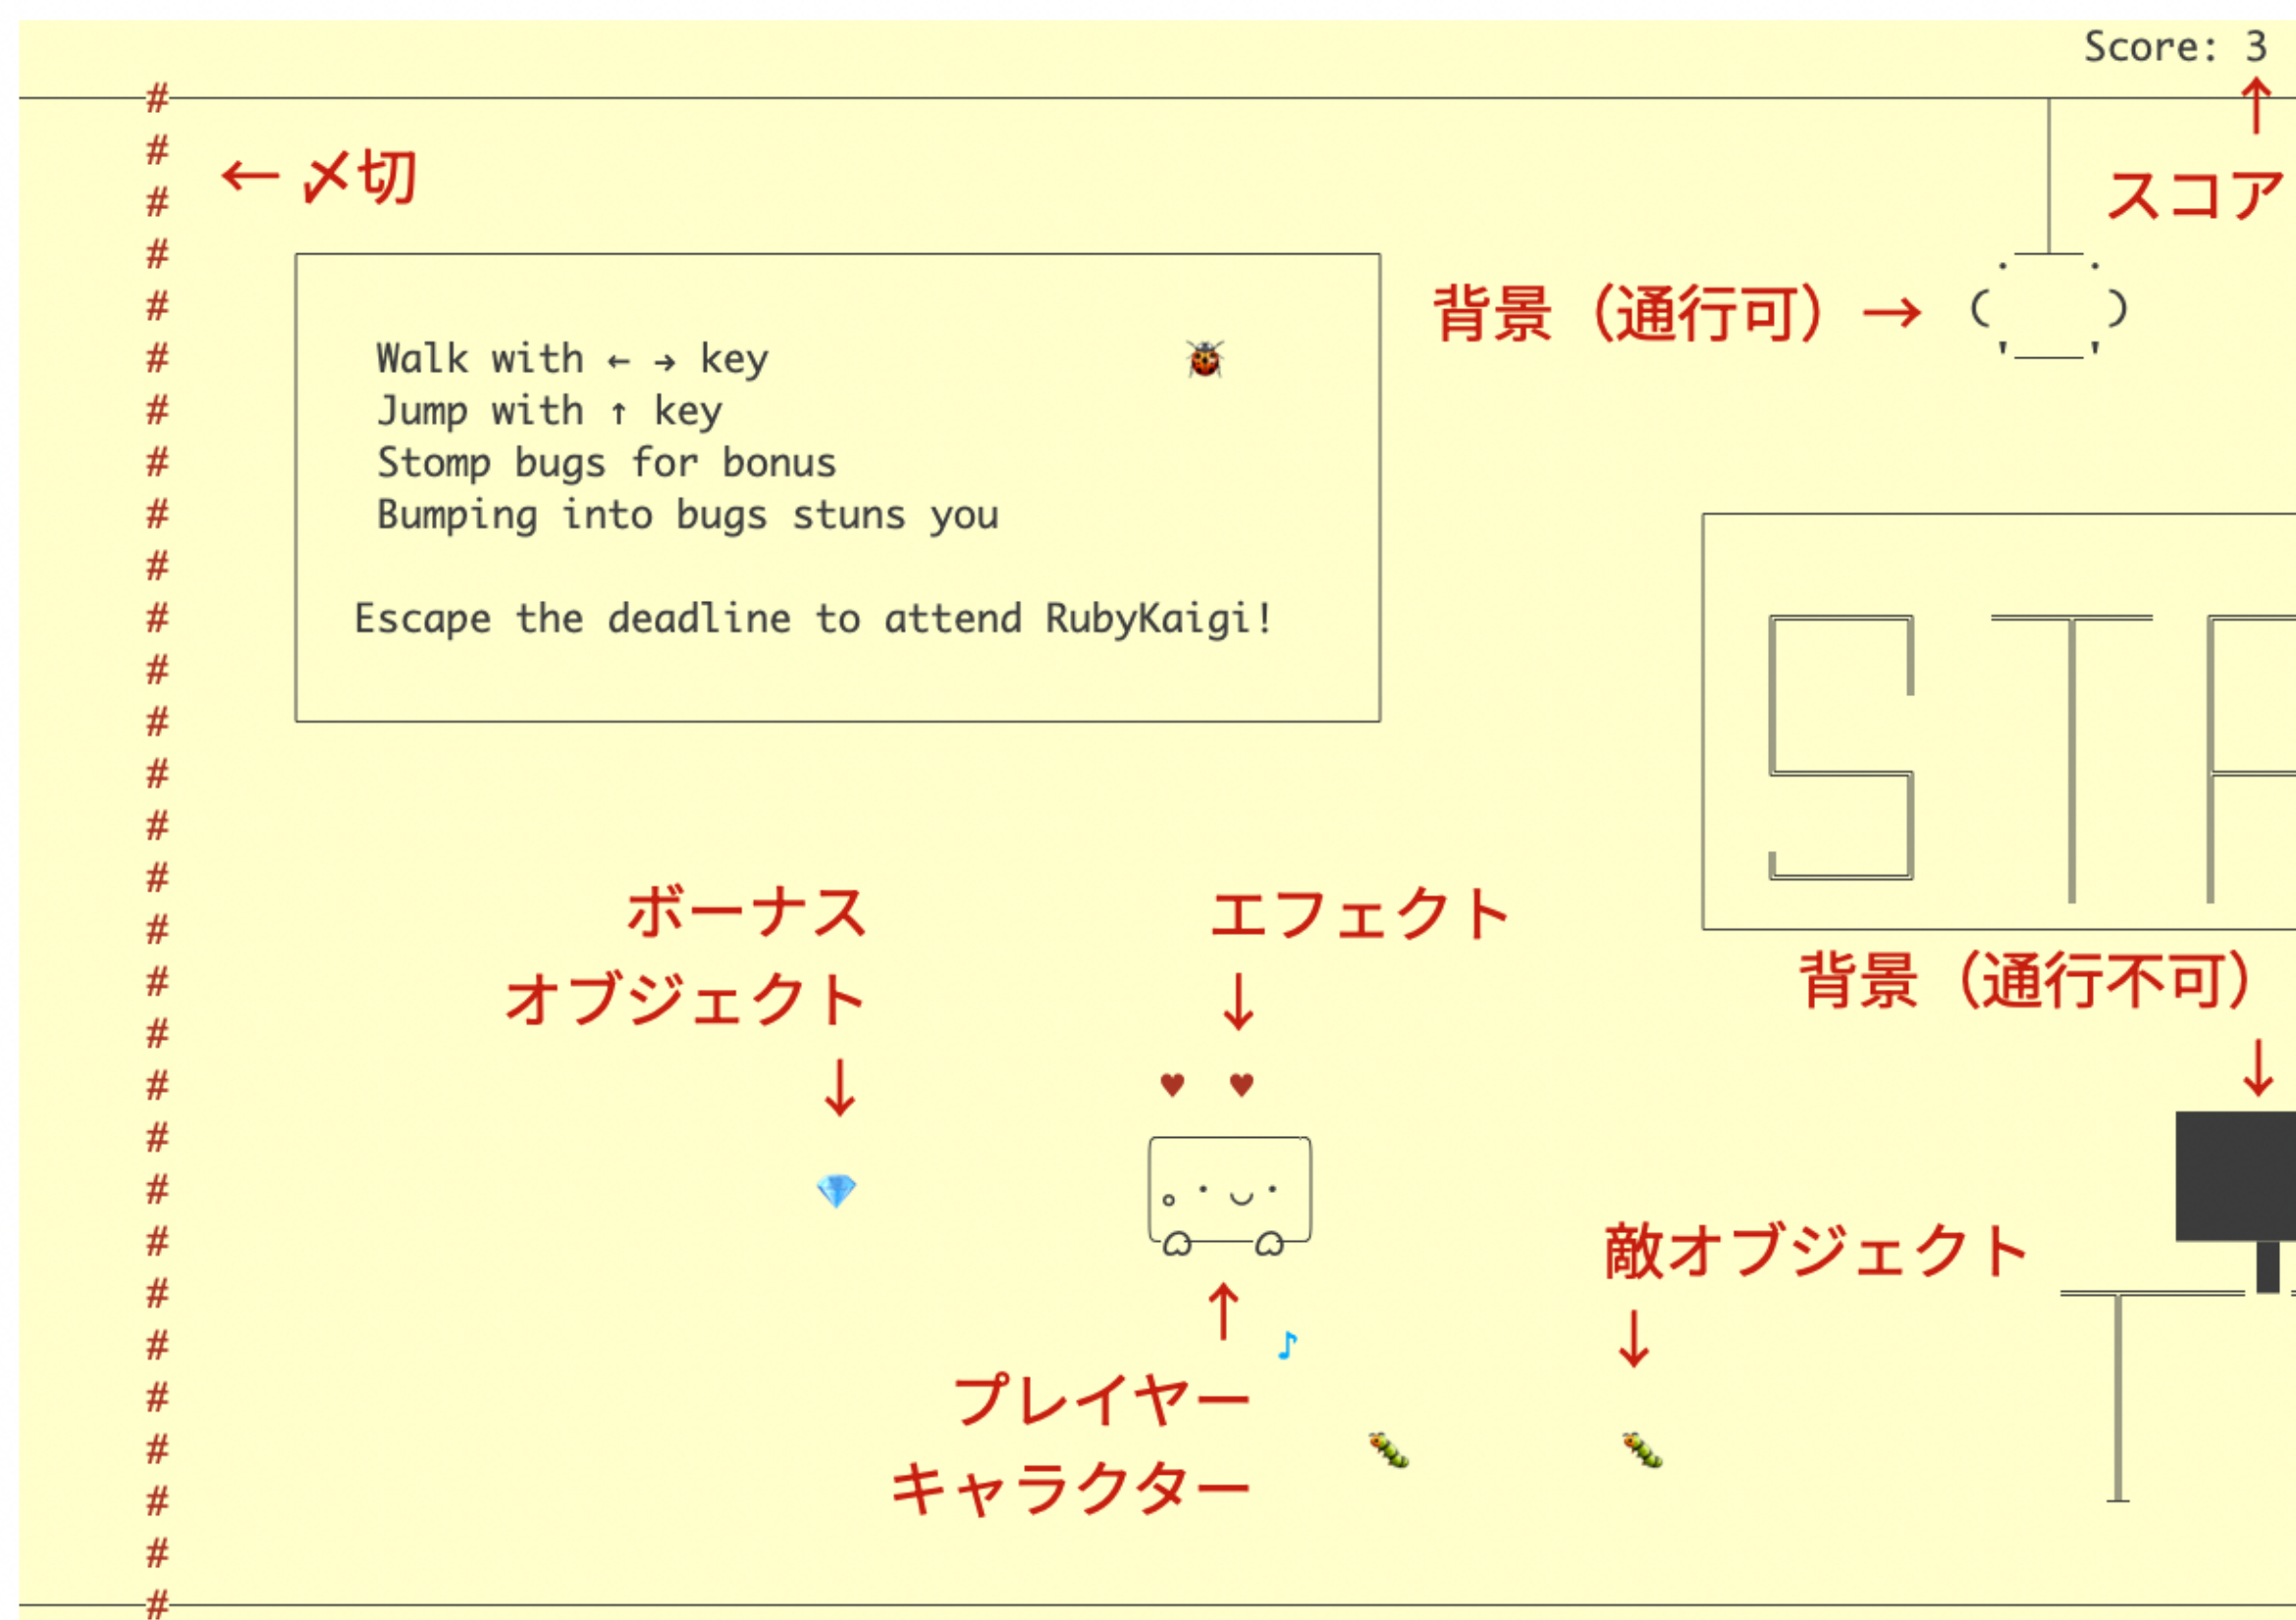 Score: 3
← 〆切
スコア
背景（通行可）→
Walk with ← → key
Jump with ↑ key
Stomp bugs for bonus
Bumping into bugs stuns you
Escape the deadline to attend RubyKaigi!
ボーナス
オブジェクト
エフェクト
背景（通行不可）
敵オブジェクト
プレイヤー
キャラクター